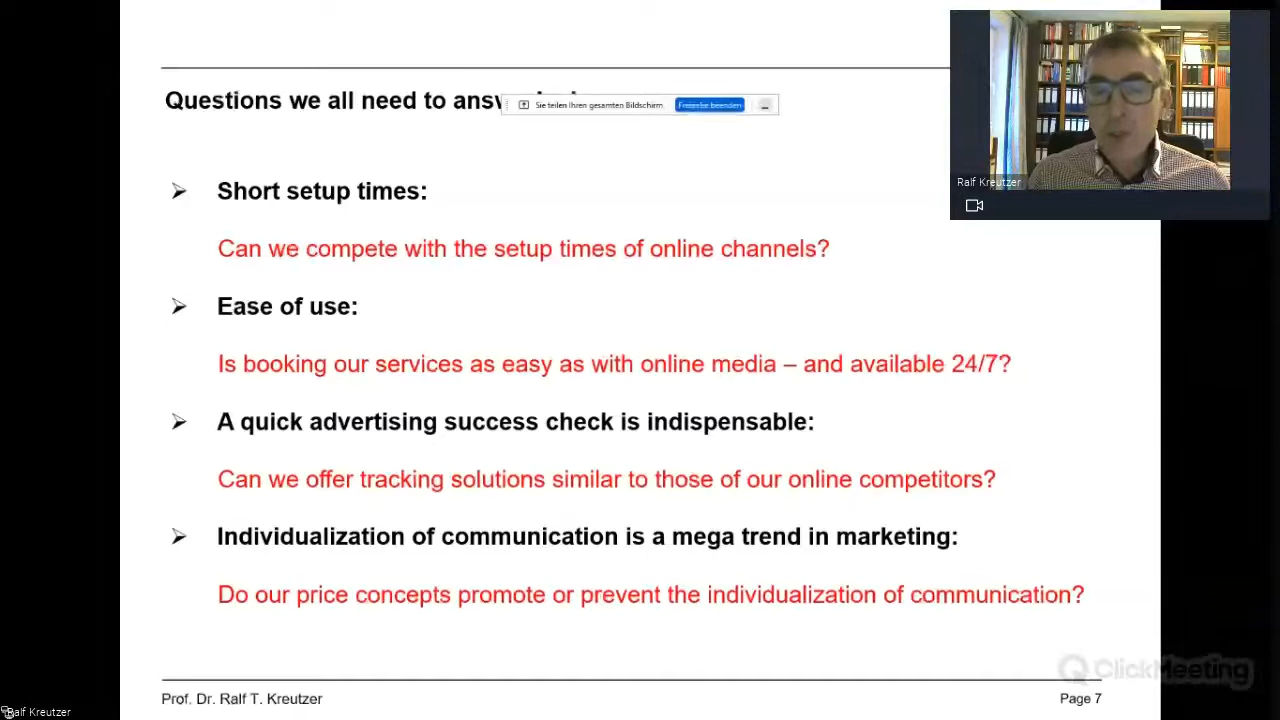 Questions we all need to answ
Sie teilen Ihren gesamten Bildschirm
Freigabe beenden
Ralf Kreutzer
➢ Short setup times:
Can we compete with the setup times of online channels?
➢ Ease of use:
Is booking our services as easy as with online media – and available 24/7?
➢ A quick advertising success check is indispensable:
Can we offer tracking solutions similar to those of our online competitors?
➢ Individualization of communication is a mega trend in marketing:
Do our price concepts promote or prevent the individualization of communication?
ClickMeeting
Prof. Dr. Ralf T. Kreutzer
Page 7
Ralf Kreutzer